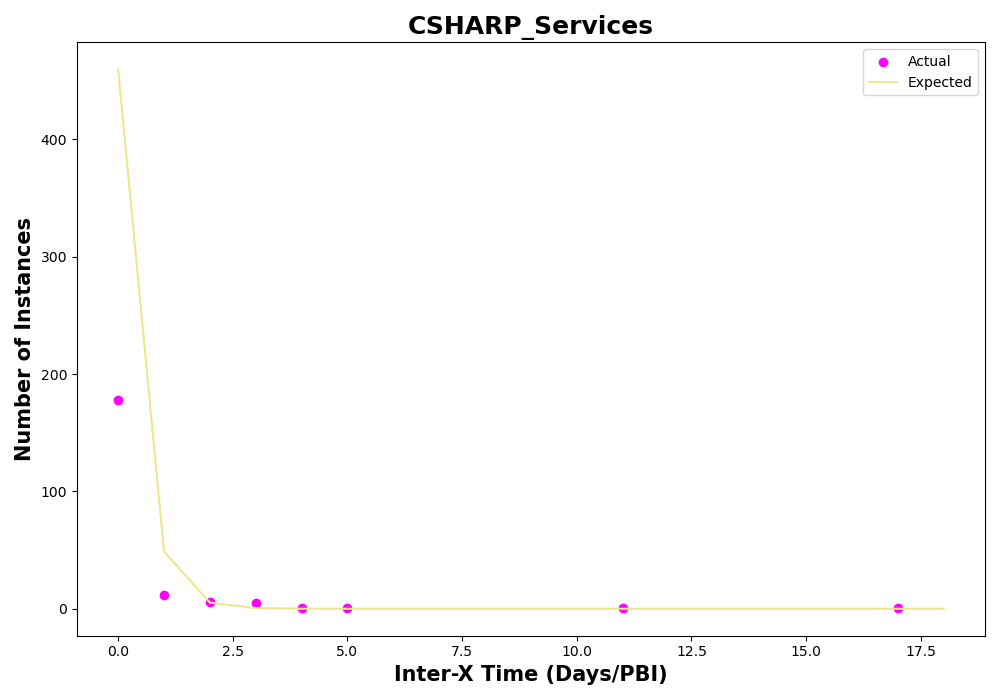 CSHARP_Services
Actual
Expected
Number of Instances
400
300
200
100
0
0.0 2.5 5.0 7.5 10.0 12.5 15.0 17.5
Inter-X Time (Days/PBI)